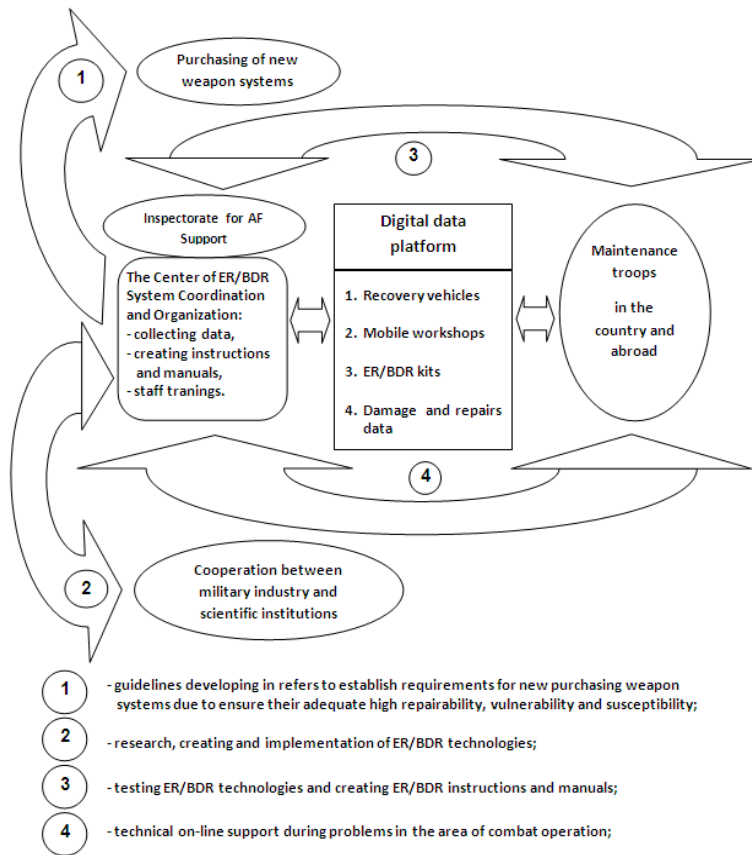 Purchasing of new
weapon systems
1
3
Inspectorate for AF
Support
The Center of ER/BDR
System Coordination
and Organization:
- collecting data,
- creating instructions
and manuals,
- staff tranings.
Digital data
platform
1. Recovery vehicles
2. Mobile workshops
3. ER/BDR kits
4. Damage and repairs
data
Maintenance
troops
in the
country and
abroad
4
2
Cooperation between
military industry and
scientific institutions
1 - guidelines developing in refers to establish requirements for new purchasing weapon
systems due to ensure their adequate high repairability, vulnerability and susceptibility;
2 - research, creating and implementation of ER/BDR technologies;
3 - testing ER/BDR technologies and creating ER/BDR instructions and manuals;
4 - technical on-line support during problems in the area of combat operation;